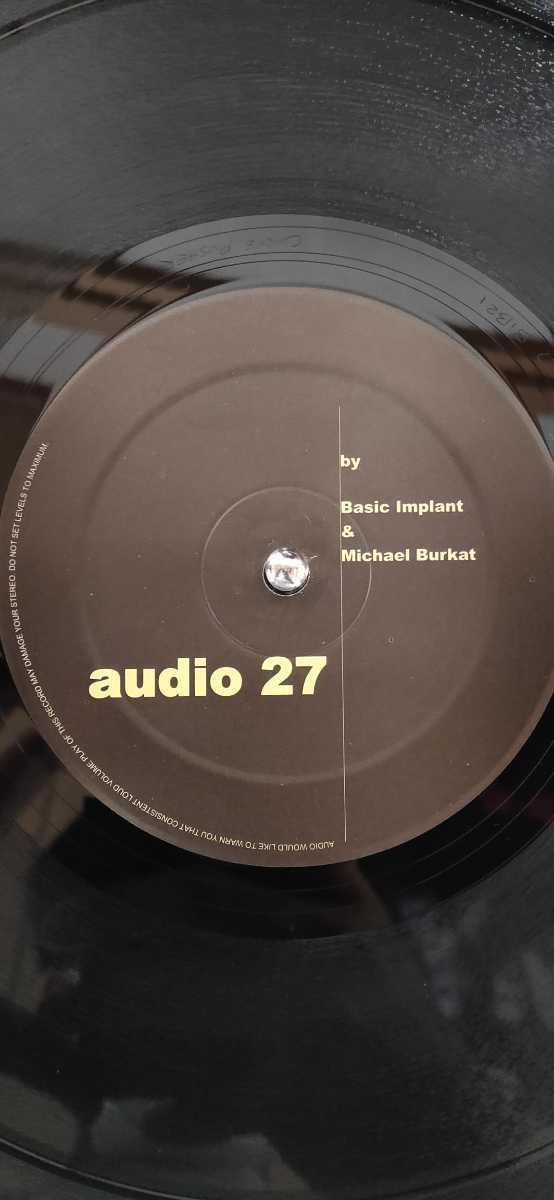 by
Basic Implant
&
Michael Burkat
audio 27
AUDIO WOULD LIKE TO WARN YOU THAT CONSISTENT LOUD VOLUME PLAY OF THIS RECORD MAY DAMAGE YOUR STEREO. DO NOT SET LEVELS TO MAXIMUM.